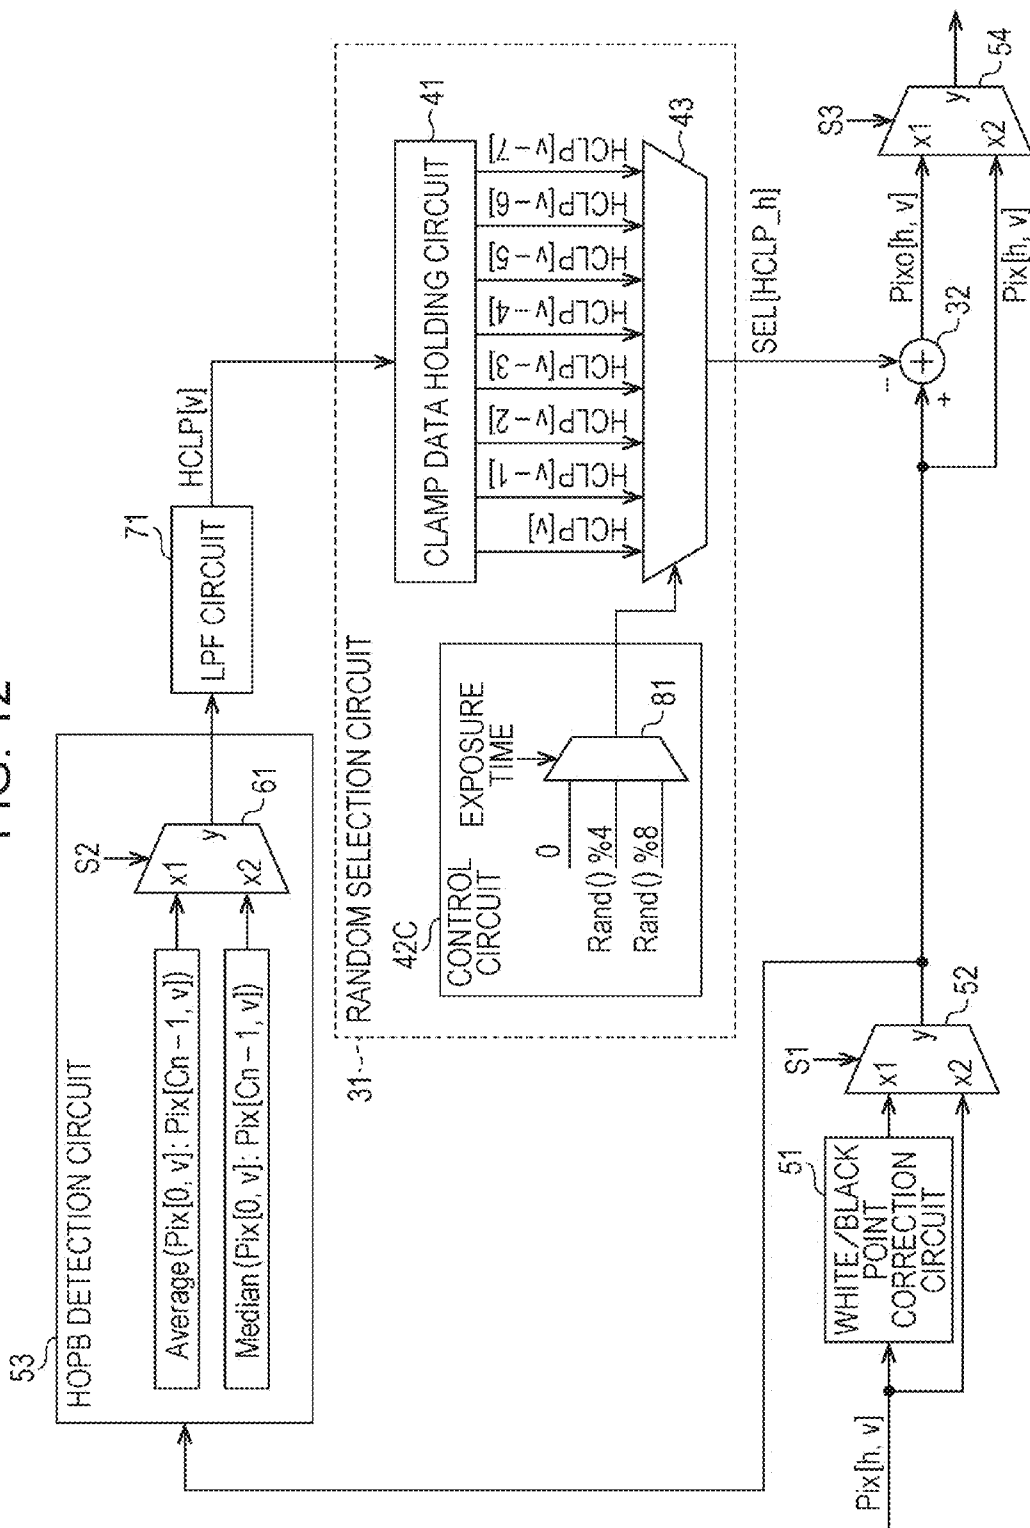 FIG. 12
53
HOPB DETECTION CIRCUIT
Average(Pix[0, v]: Pix[Cn−1, v])
Median(Pix[0, v]: Pix[Cn−1, v])
S2
x1
x2
y
61
71
LPF CIRCUIT
HCLP[v]
31
RANDOM SELECTION CIRCUIT
42C
CONTROL
CIRCUIT
EXPOSURE
TIME
0
Rand()%4
Rand()%8
81
41
CLAMP DATA HOLDING CIRCUIT
HCLP[v]
HCLP[v−1]
HCLP[v−2]
HCLP[v−3]
HCLP[v−4]
HCLP[v−5]
HCLP[v−6]
HCLP[v−7]
43
SEL[HCLP_h]
Pix[h, v]
51
WHITE/BLACK
POINT
CORRECTION
CIRCUIT
S1
x1
x2
y
52
−
+
+
32
Pixo[h, v]
Pix[h, v]
S3
x1
x2
y
54